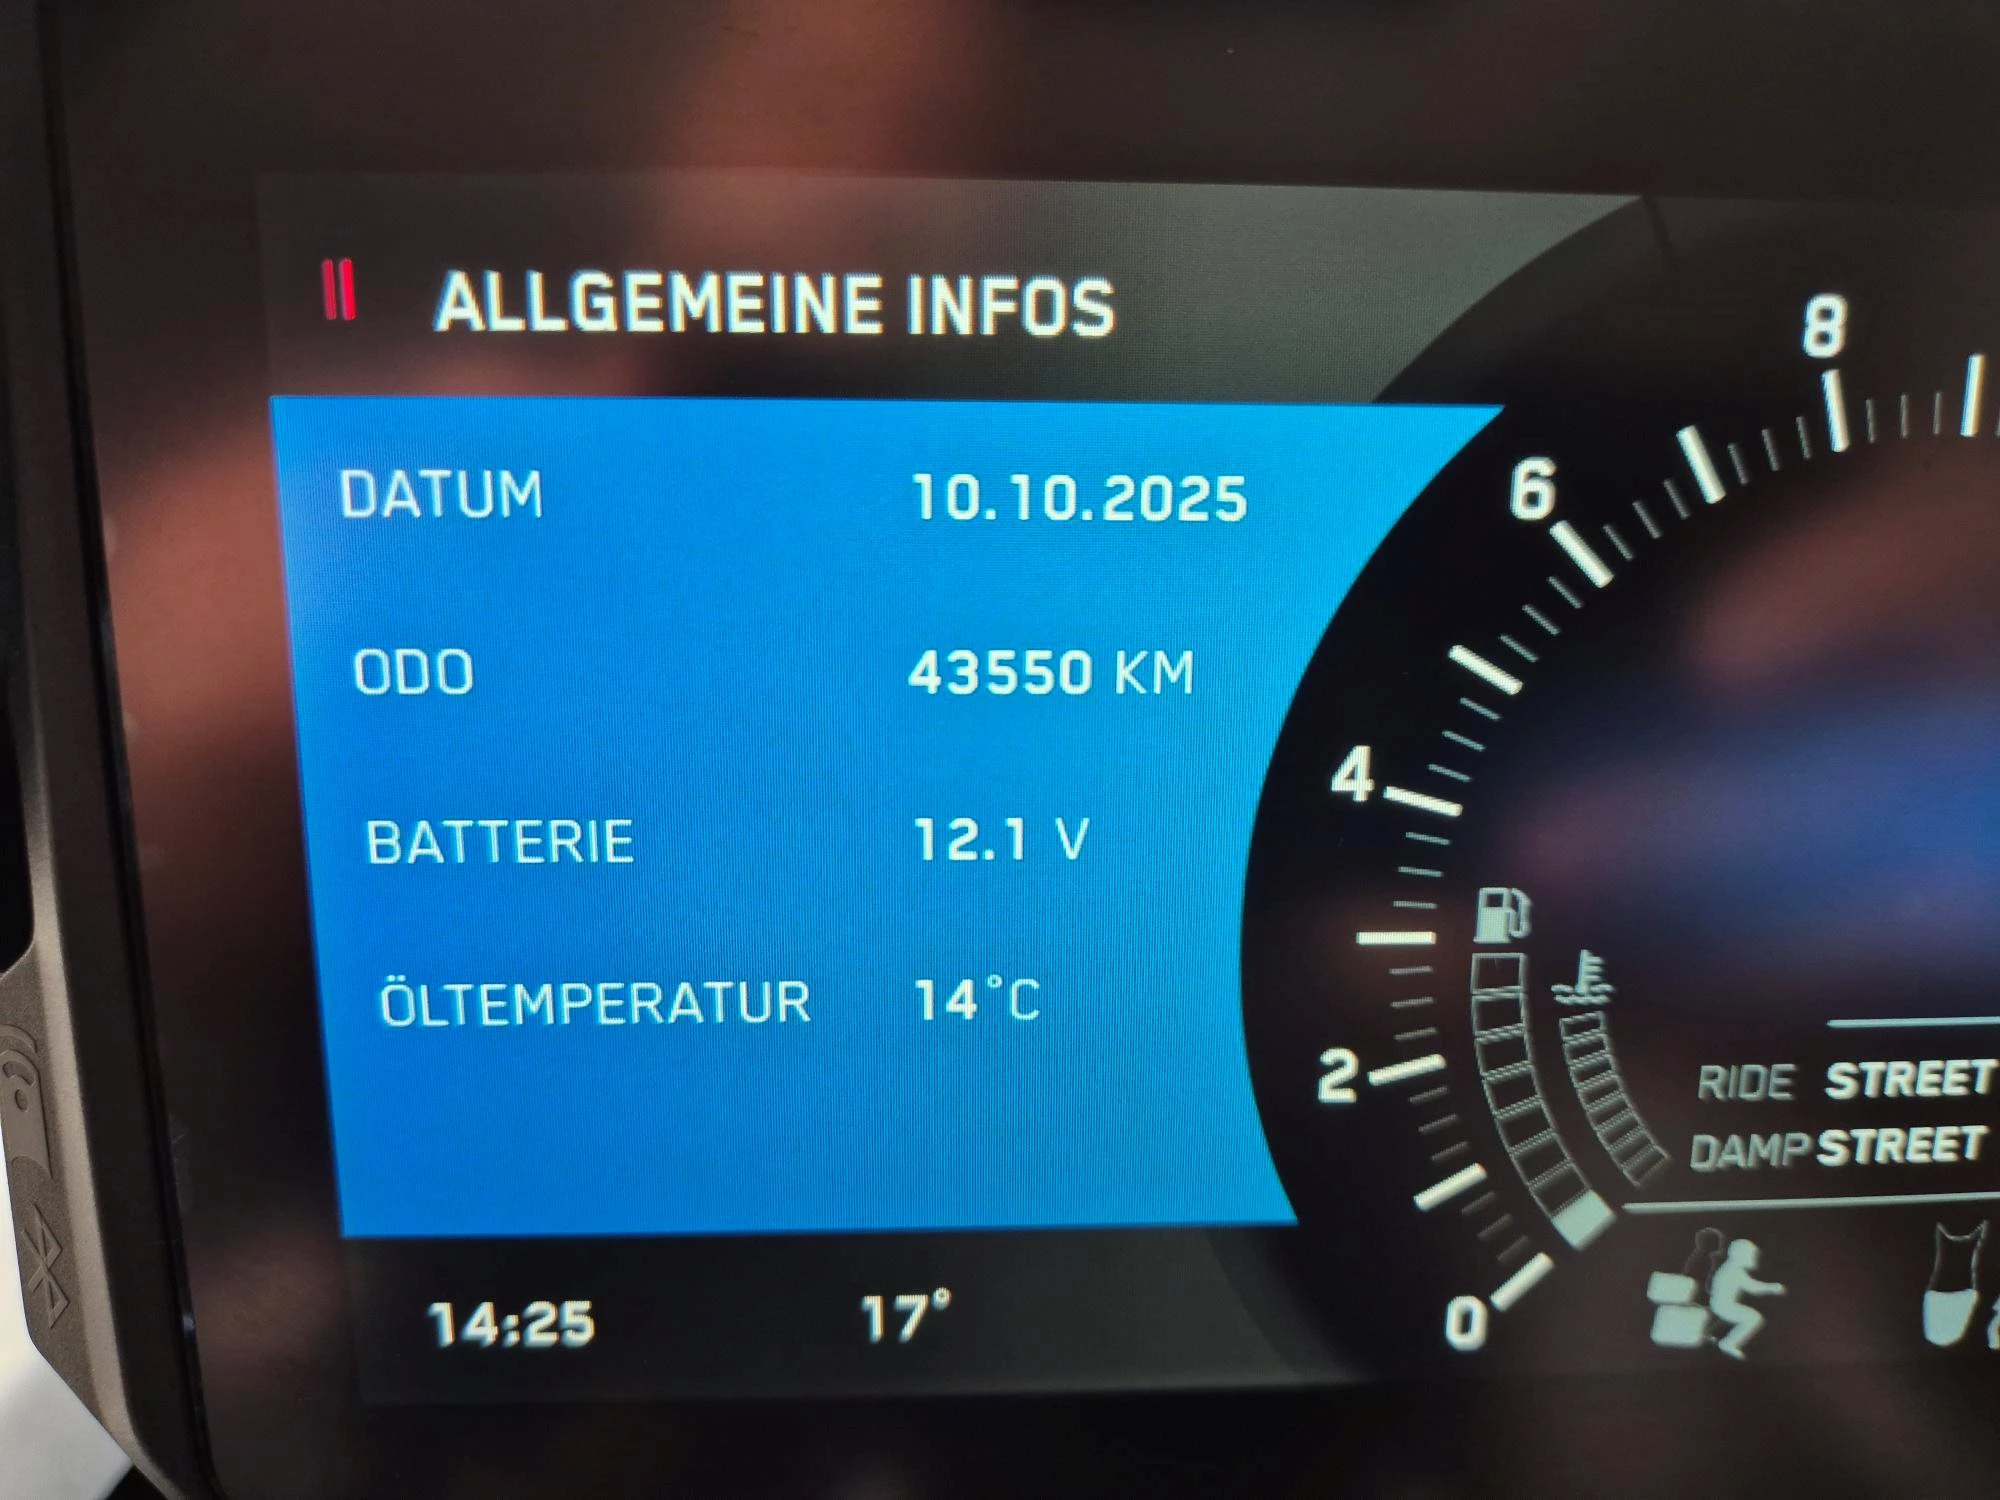 ALLGEMEINE INFOS
DATUM 10.10.2025
ODO 43550 KM
BATTERIE 12.1 V
ÖLTEMPERATUR 14°C
14:25 17°
8
6
4
2
0
RIDE STREET
DAMP STREET